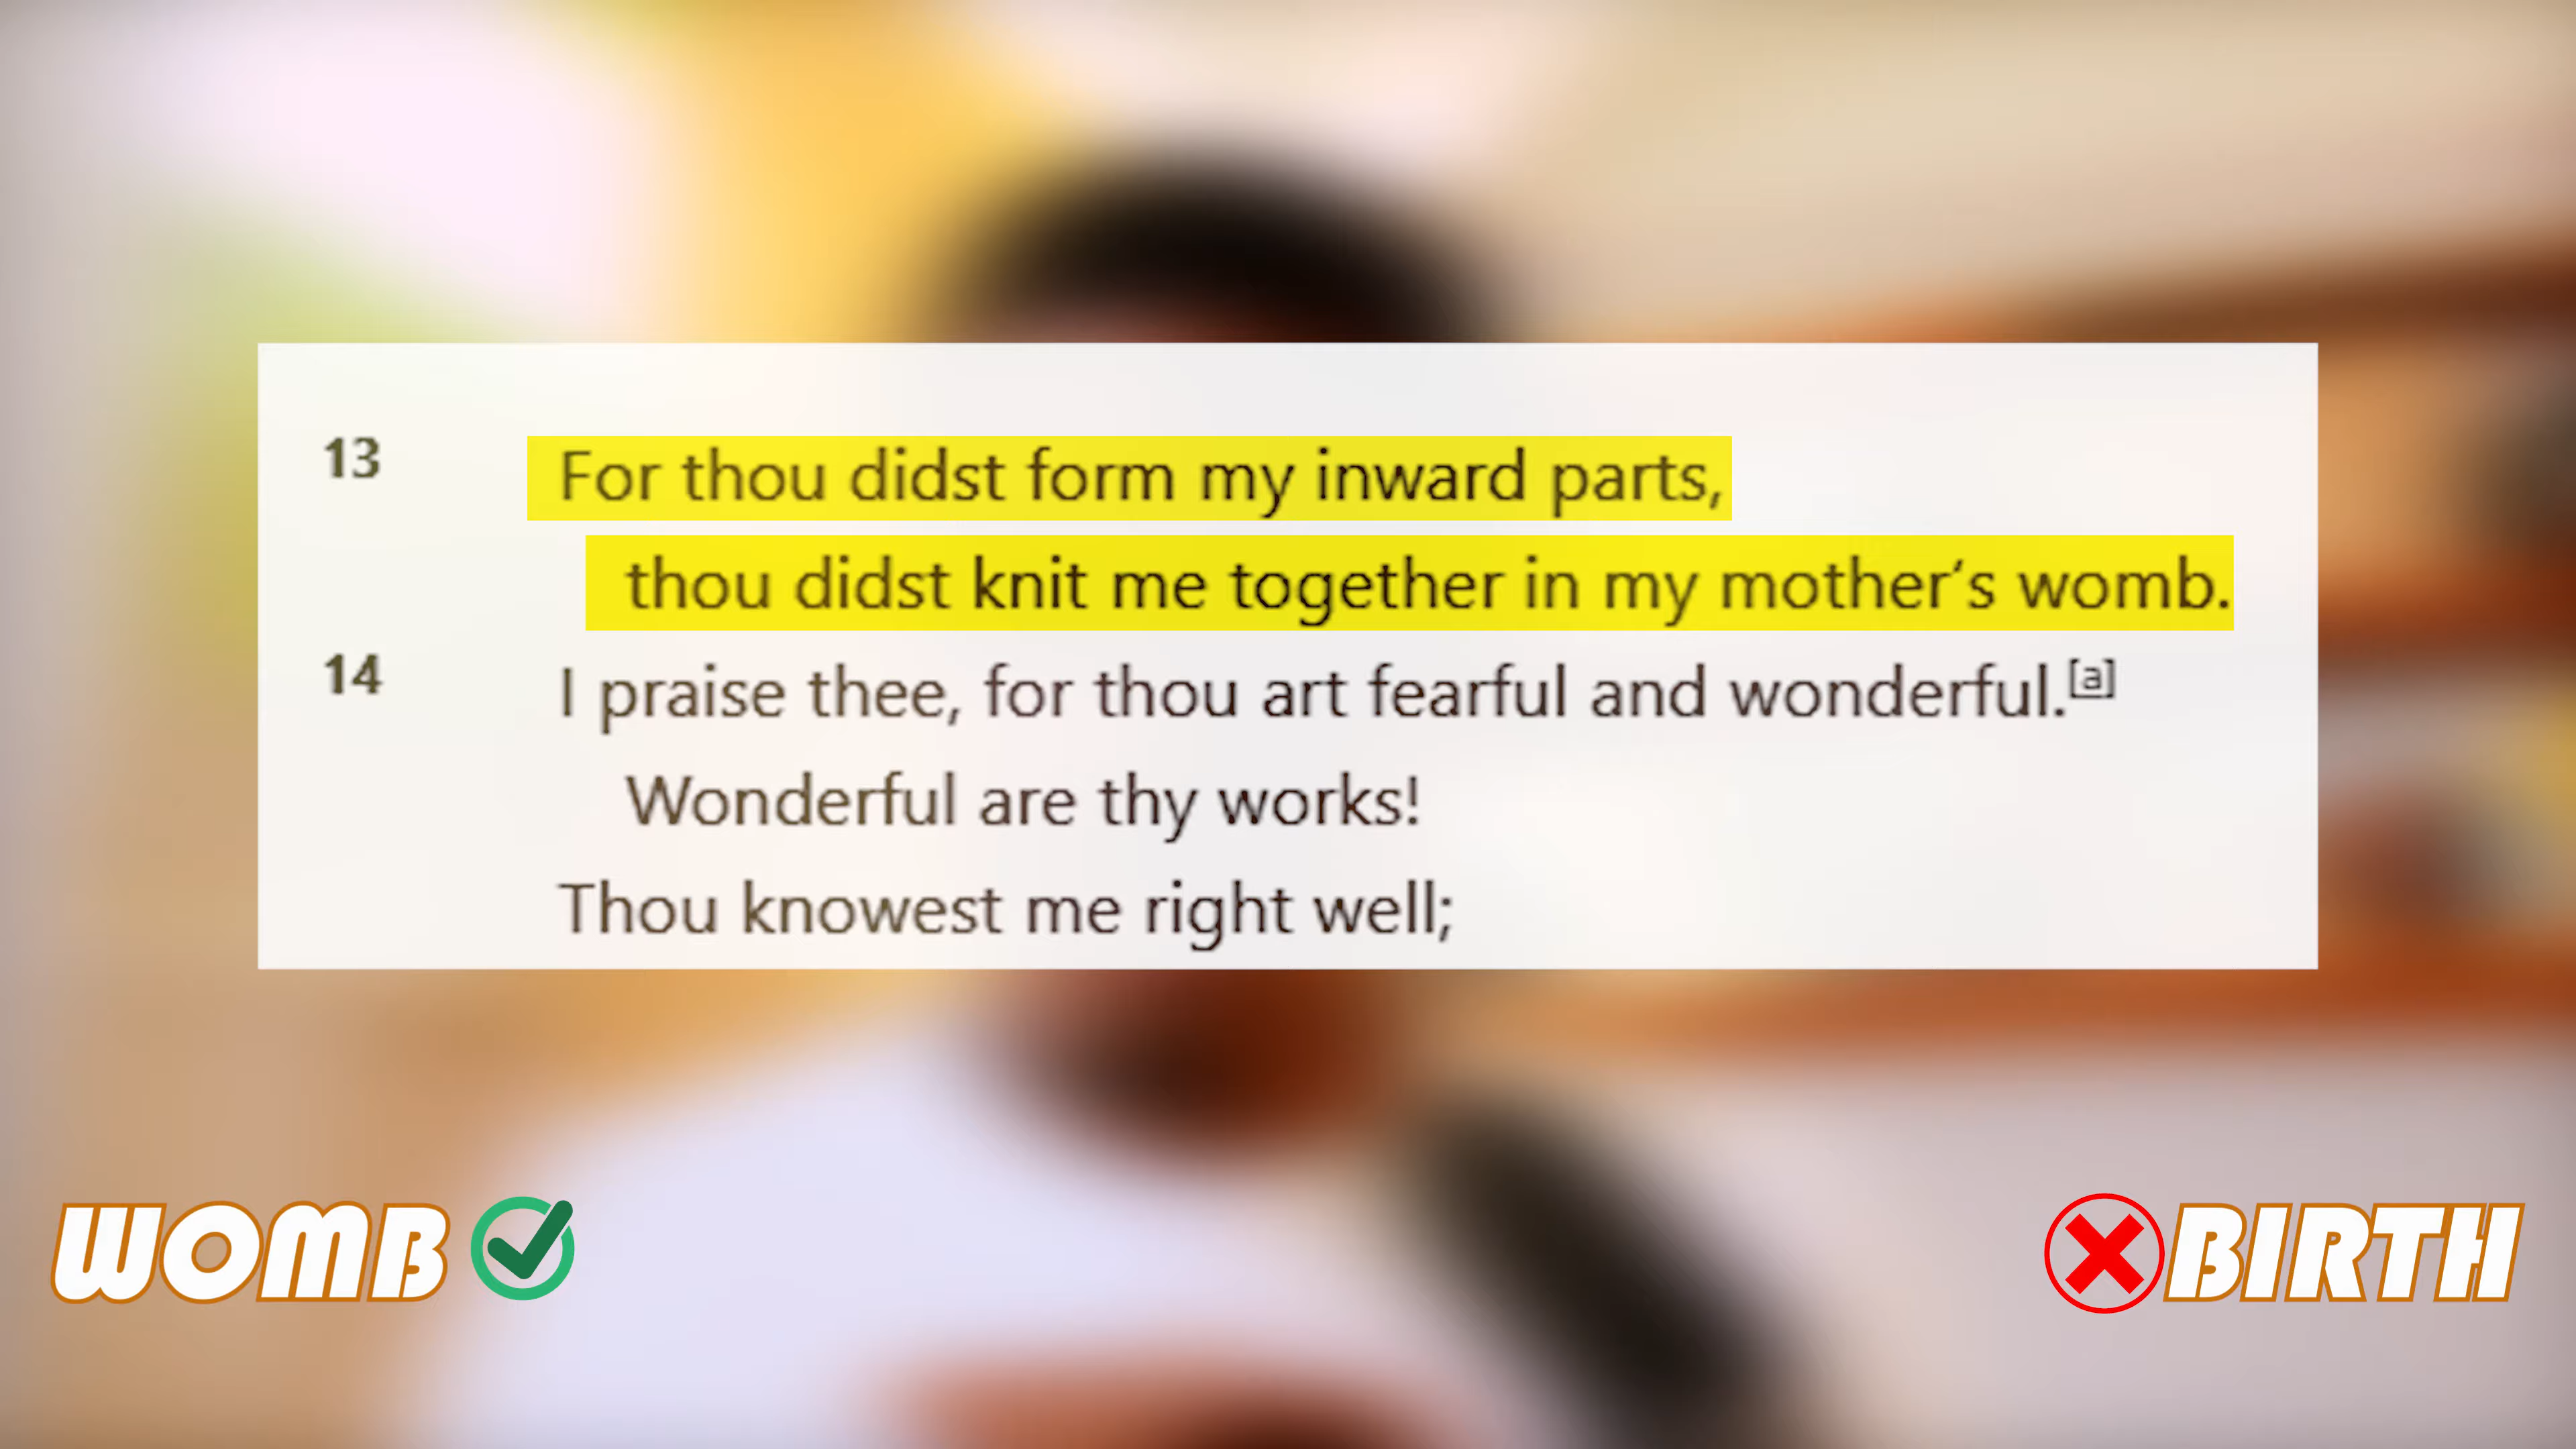 13 For thou didst form my inward parts,
thou didst knit me together in my mother's womb.
14 I praise thee, for thou art fearful and wonderful.[a]
Wonderful are thy works!
Thou knowest me right well;
WOMB
BIRTH